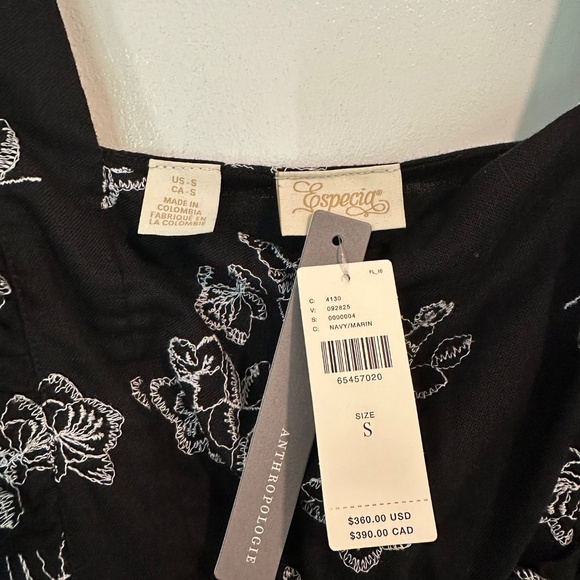 US-S
CA-S
MADE IN
COLOMBIA
FABRIQUÉ EN
LA COLOMBIE
Especia®
FL_10
C: 4130
V: 092825
S: 0000004
C: NAVY/MARIN
65457020
SIZE
S
$360.00 USD
$390.00 CAD
ANTHROPOLOGIE